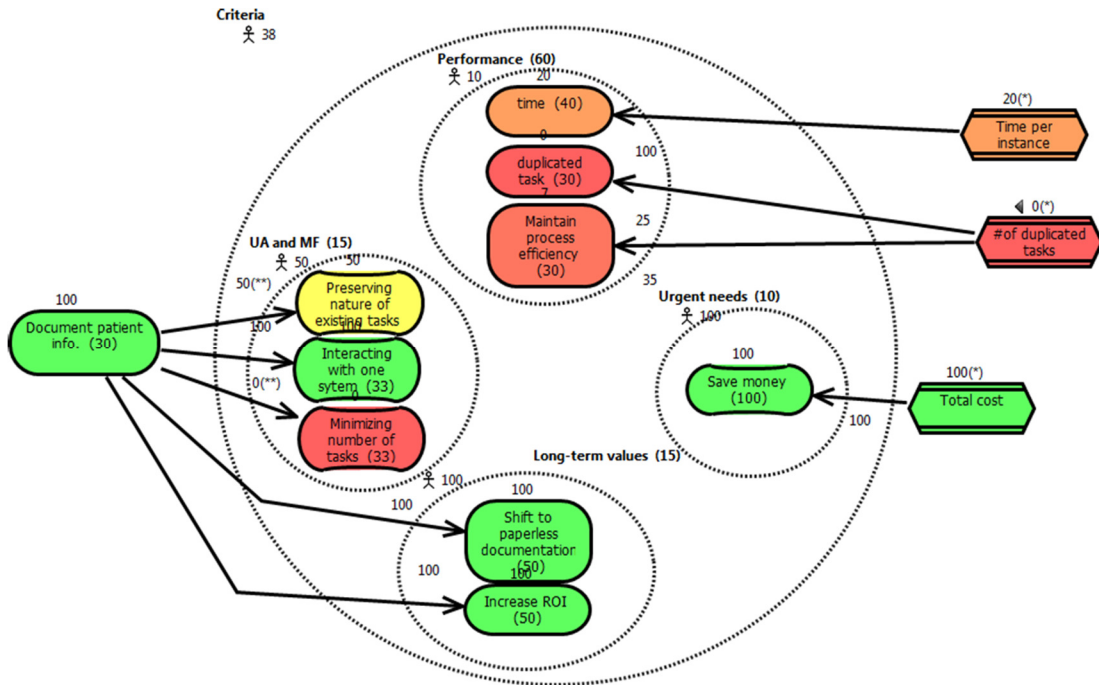 Criteria
38
Performance (60)
10
20
time (40)
0
duplicated
task (30)
7
Maintain
process
efficiency
(30)
20(*)
Time per
instance
100
0(*)
#of duplicated
tasks
25
35
UA and MF (15)
50
50
50(**)
Preserving
nature of
existing tasks
100
100
Interacting
with one
sytem (33)
0(**)
0
Minimizing
number of
tasks (33)
100
Document patient
info. (30)
Urgent needs (10)
100
100
Save money
(100)
100(*)
Total cost
100
Long-term values (15)
100
100
100
Shift to
paperless
documentation
(50)
100
100
Increase ROI
(50)